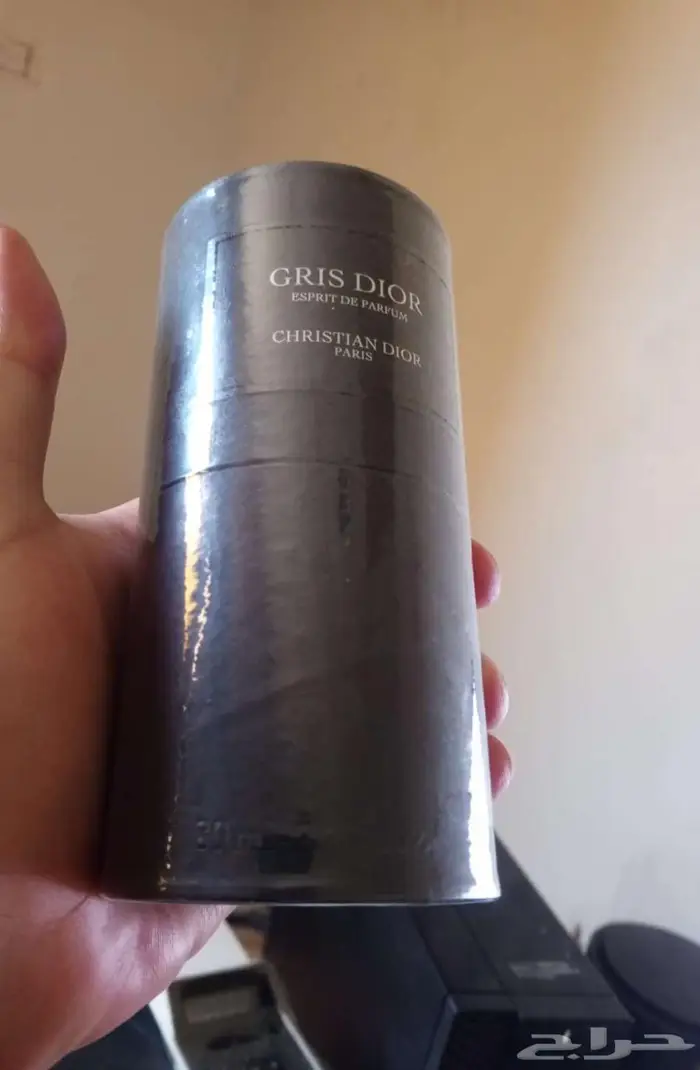 GRIS DIOR
ESPRIT DE PARFUM
CHRISTIAN DIOR
PARIS
حراج